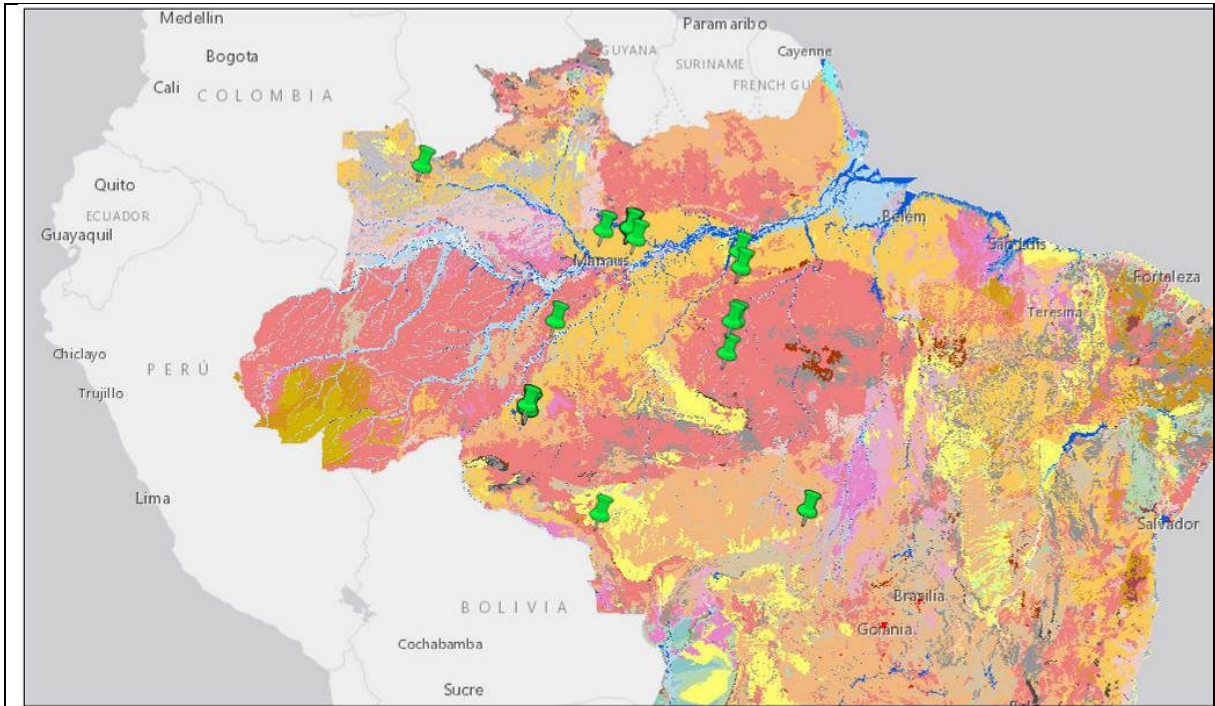 Medellin
Paramaribo
Bogota
GUYANA
Cayenne
SURINAME
Cali
COLOMBIA
FRENCH GU
Quito
ECUADOR
Belém
Guayaquil
São Luís
Manaus
Fortaleza
Teresina
Chiclayo
PERÚ
Trujillo
Lima
Salvador
Brasília
BOLIVIA
Goiânia
Cochabamba
Sucre